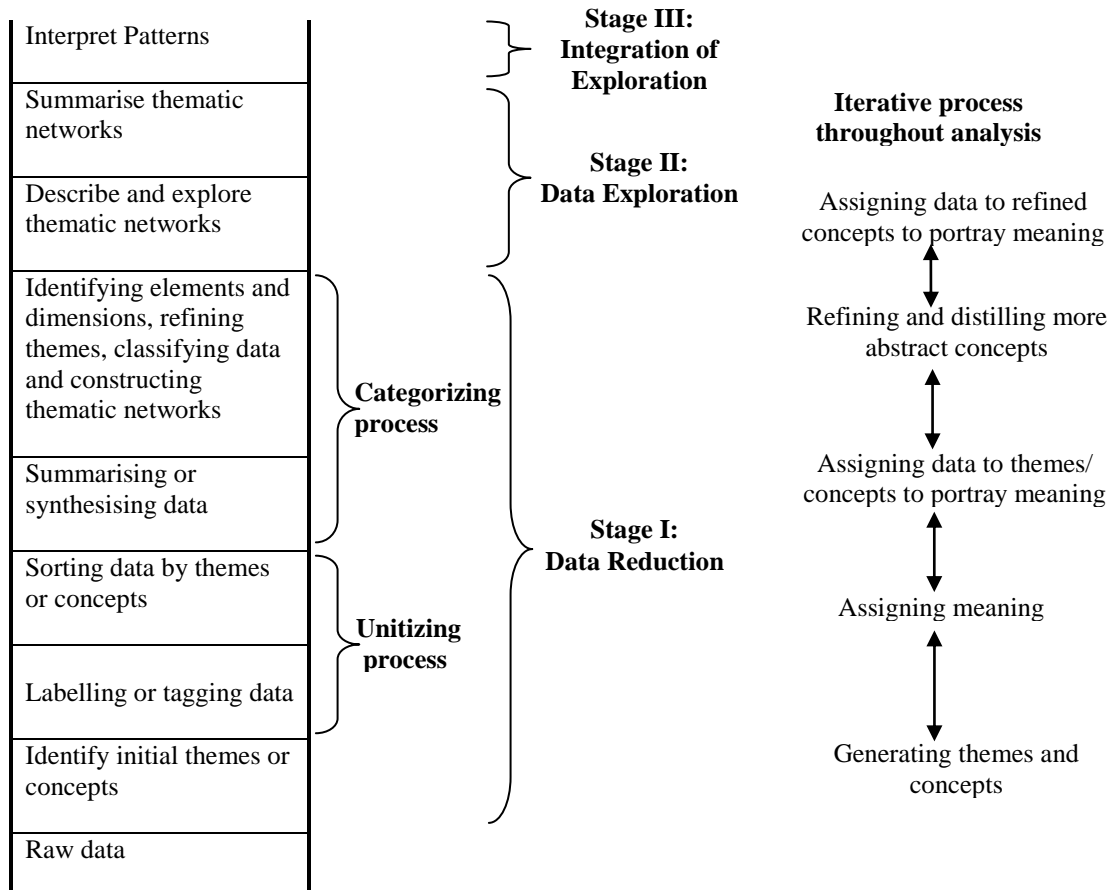 Interpret Patterns
Summarise thematic
networks
Describe and explore
thematic networks
Identifying elements and
dimensions, refining
themes, classifying data
and constructing
thematic networks
Summarising or
synthesising data
Sorting data by themes
or concepts
Labelling or tagging data
Identify initial themes or
concepts
Raw data
Categorizing
process
Unitizing
process
Stage III:
Integration of
Exploration
Stage II:
Data Exploration
Stage I:
Data Reduction
Iterative process
throughout analysis
Assigning data to refined
concepts to portray meaning
Refining and distilling more
abstract concepts
Assigning data to themes/
concepts to portray meaning
Assigning meaning
Generating themes and
concepts